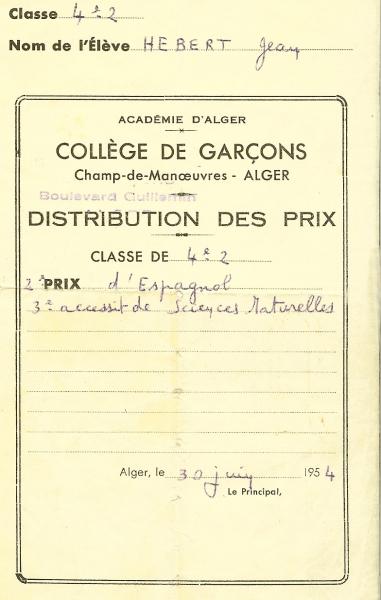 Classe 4e 2
Nom de l'Élève HEBERT Jean
ACADÉMIE D'ALGER
COLLÈGE DE GARÇONS
Champ-de-Manœuvres - ALGER
Boulevard Guillemin
DISTRIBUTION DES PRIX
CLASSE DE 4e 2
2e PRIX d'Espagnol
3e accessit de Sciences Naturelles
Alger, le 30 juin 1954
Le Principal,